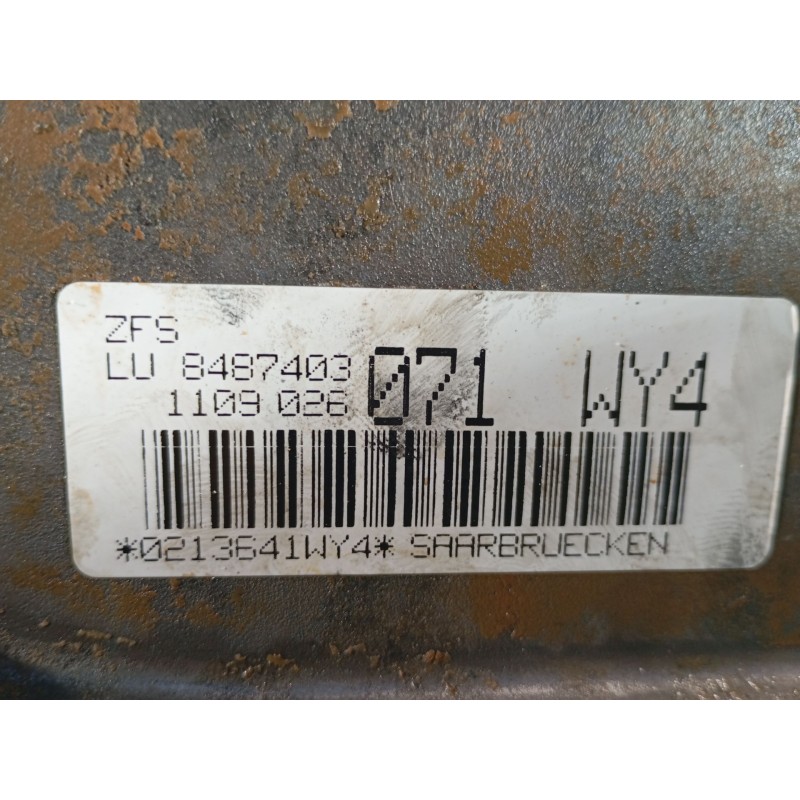 ZFS
LU 8487403 071 WY4
1109 026
*0213641WY4* SAARBRUECKEN